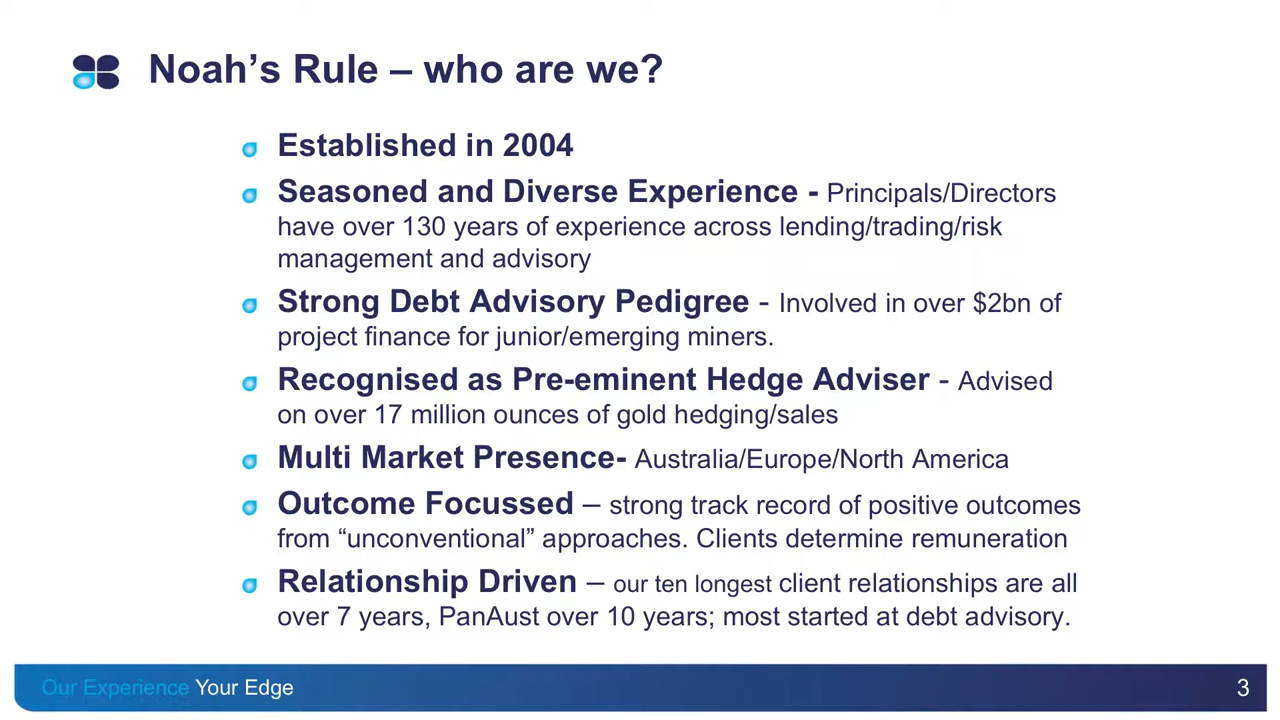 Noah’s Rule – who are we?
Established in 2004
Seasoned and Diverse Experience - Principals/Directors
have over 130 years of experience across lending/trading/risk
management and advisory
Strong Debt Advisory Pedigree - Involved in over $2bn of
project finance for junior/emerging miners.
Recognised as Pre-eminent Hedge Adviser - Advised
on over 17 million ounces of gold hedging/sales
Multi Market Presence- Australia/Europe/North America
Outcome Focussed – strong track record of positive outcomes
from “unconventional” approaches. Clients determine remuneration
Relationship Driven – our ten longest client relationships are all
over 7 years, PanAust over 10 years; most started at debt advisory.
Our Experience Your Edge
3